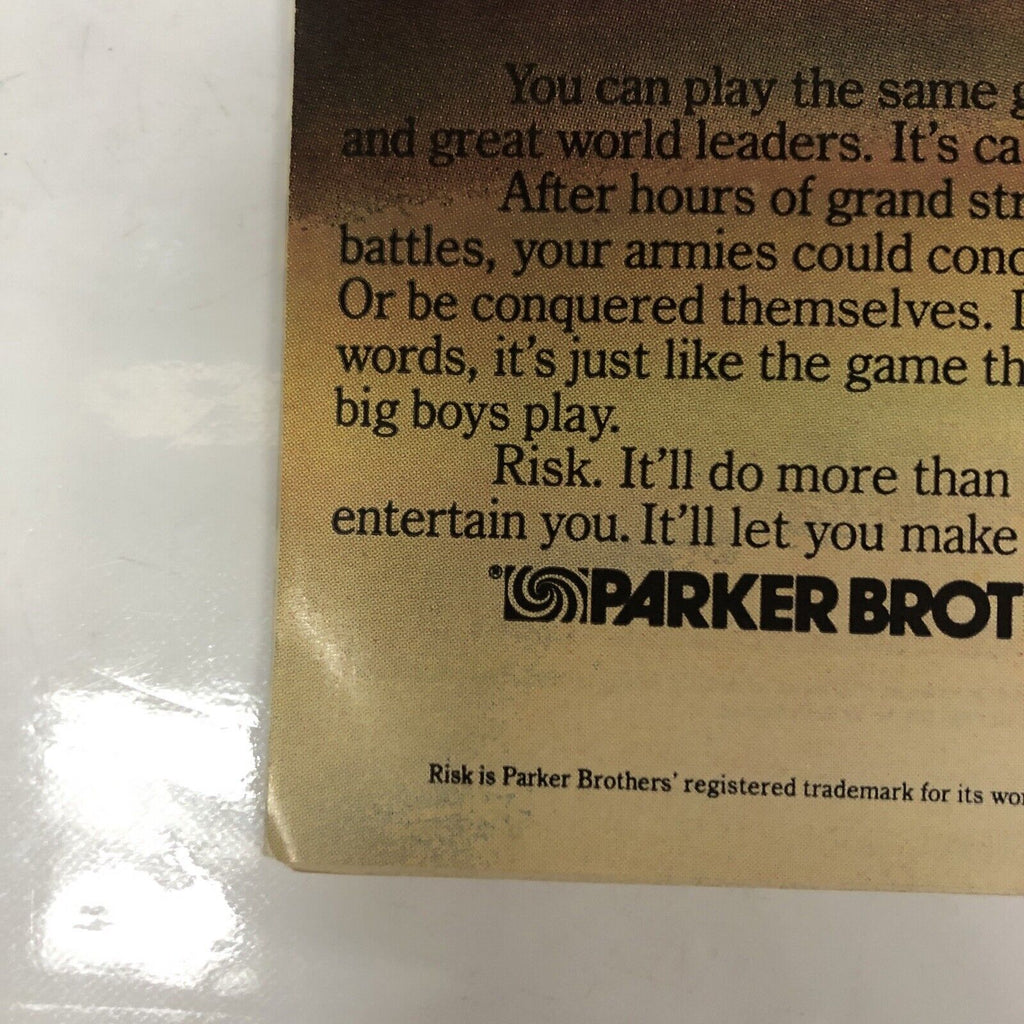 You can play the same
and great world leaders. It's ca
After hours of grand str
battles, your armies could conc
Or be conquered themselves. I
words, it's just like the game th
big boys play.
Risk. It'll do more than
entertain you. It'll let you make
® PARKER BROT
Risk is Parker Brothers' registered trademark for its wor